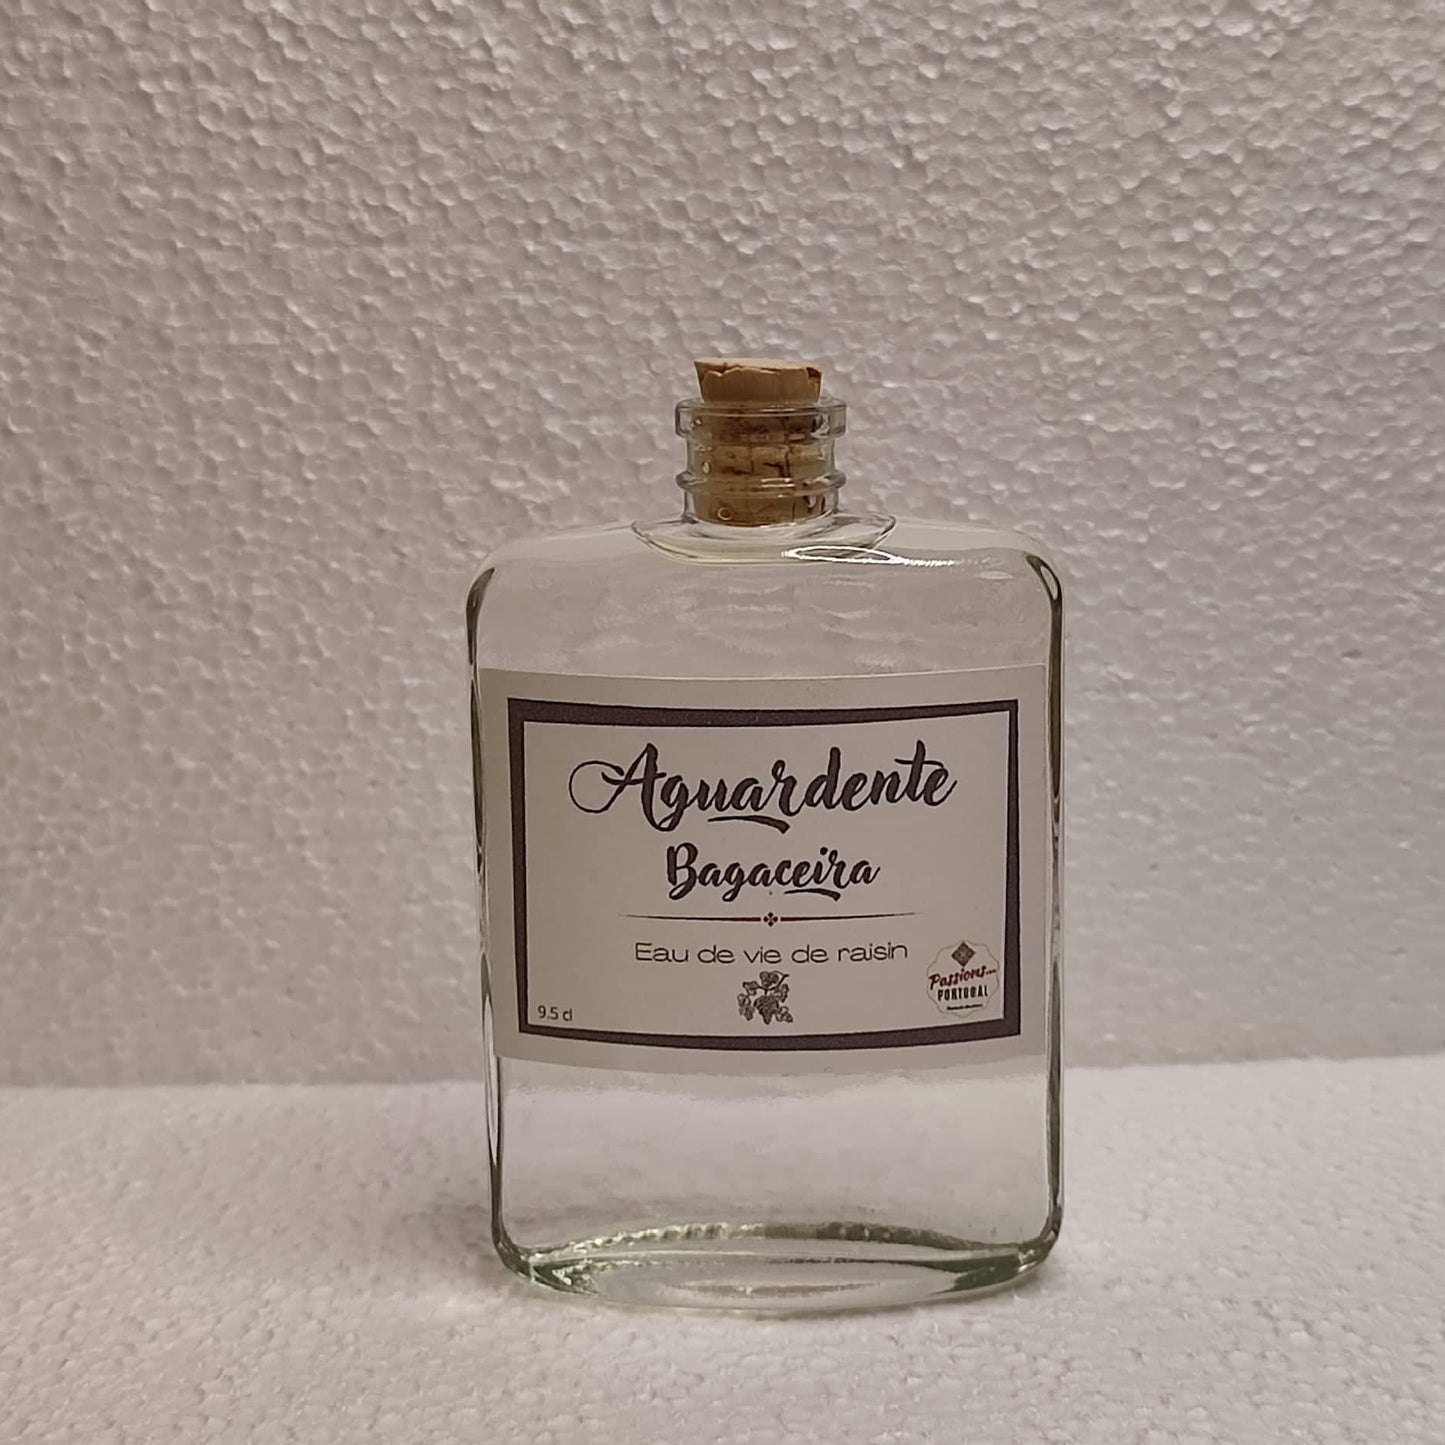 Aguardente
Bagaceira
Eau de vie de raisin
Passions...
PORTUGAL
9.5 cl